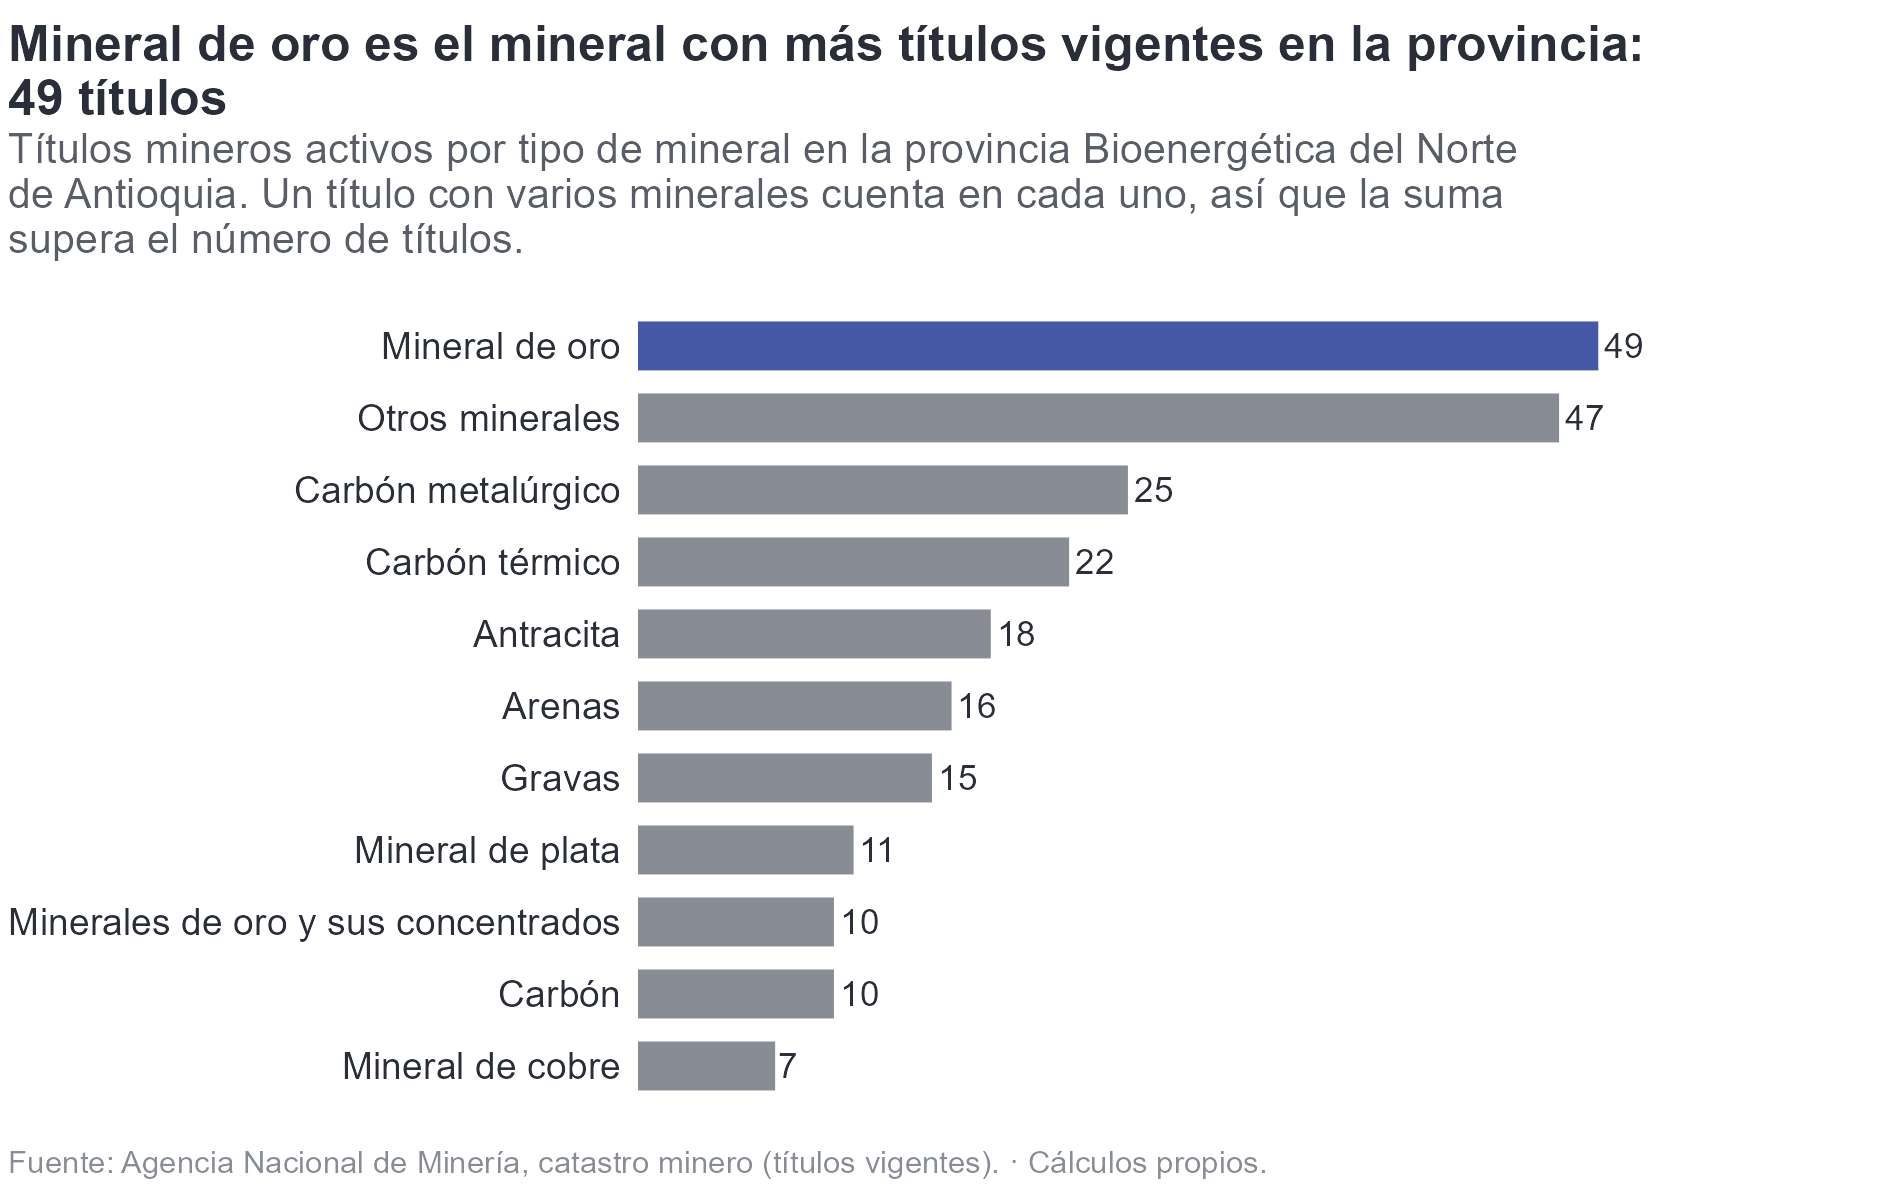 Mineral de oro es el mineral con más títulos vigentes en la provincia:
49 títulos
Títulos mineros activos por tipo de mineral en la provincia Bioenergética del Norte
de Antioquia. Un título con varios minerales cuenta en cada uno, así que la suma
supera el número de títulos.
Mineral de oro 49
Otros minerales 47
Carbón metalúrgico 25
Carbón térmico 22
Antracita 18
Arenas 16
Gravas 15
Mineral de plata 11
Minerales de oro y sus concentrados 10
Carbón 10
Mineral de cobre 7
Fuente: Agencia Nacional de Minería, catastro minero (títulos vigentes). · Cálculos propios.